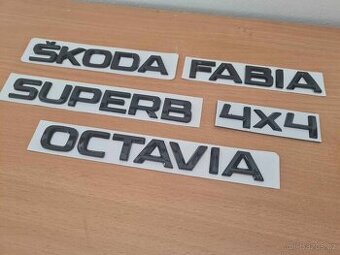 ŠKODA
FABIA
SUPERB
4x4
OCTAVIA